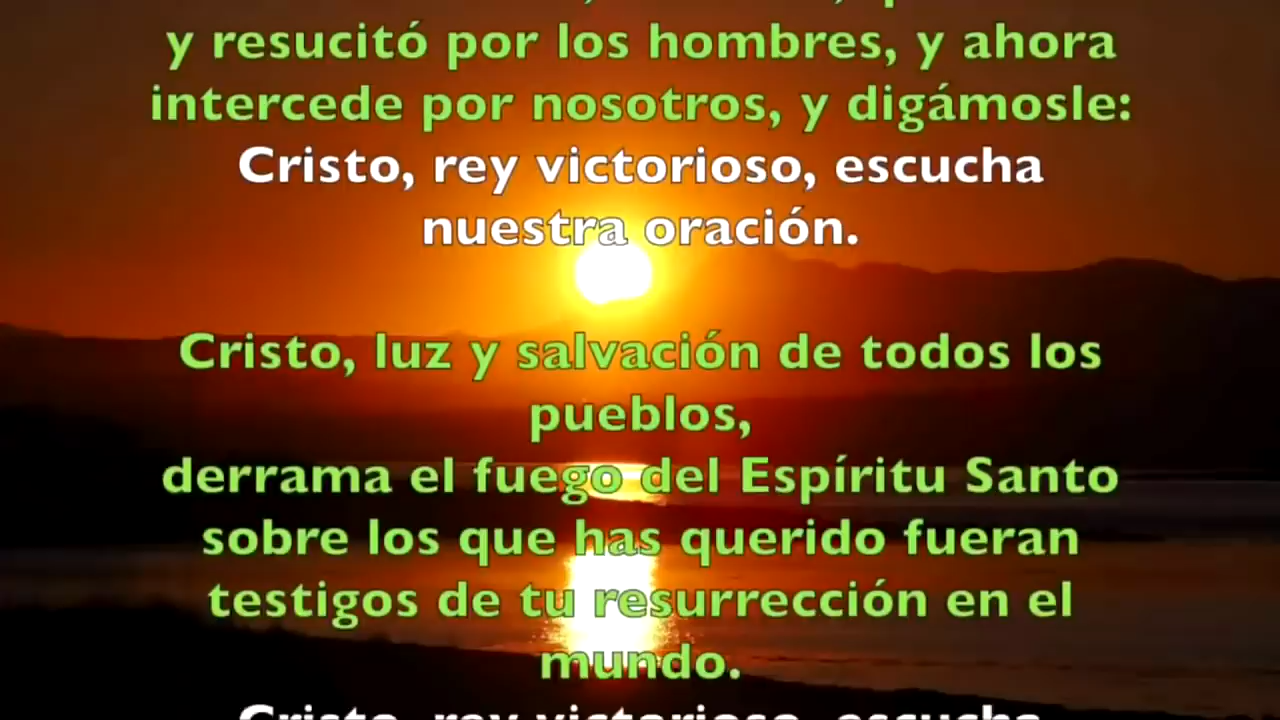 y resucitó por los hombres, y ahora
intercede por nosotros, y digámosle:
Cristo, rey victorioso, escucha
nuestra oración.
Cristo, luz y salvación de todos los
pueblos,
derrama el fuego del Espíritu Santo
sobre los que has querido fueran
testigos de tu resurrección en el
mundo.
Cristo, rey victorioso, escucha